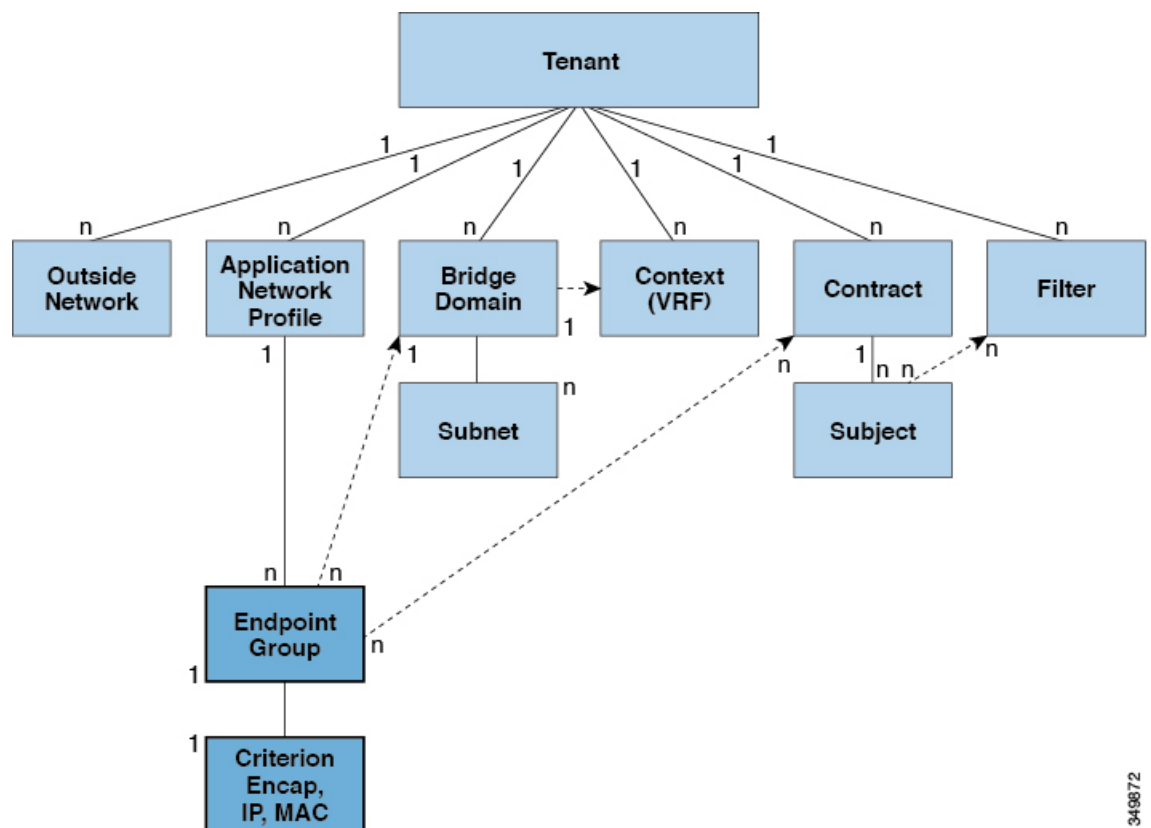 Tenant
1
1
1
1
1
1
n
n
n
n
n
n
Outside
Network
Application
Network
Profile
Bridge
Domain
Context
(VRF)
Contract
Filter
1
1
1
n
1
n
n
n
n
Subnet
Subject
n
n
Endpoint
Group
n
1
1
Criterion
Encap,
IP, MAC
349872